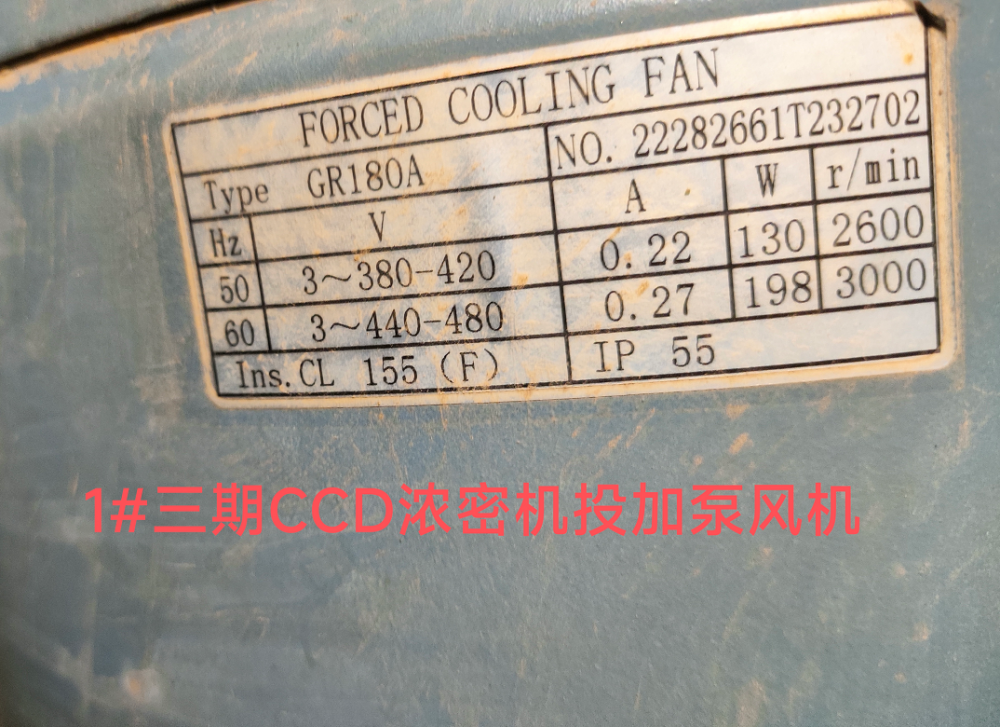 FORCED COOLING FAN
Type GR180A NO. 22282661T232702
Hz V A W r/min
50 3～380-420 0.22 130 2600
60 3～440-480 0.27 198 3000
Ins.CL 155 (F) IP 55
1#三期CCD浓密机投加泵风机